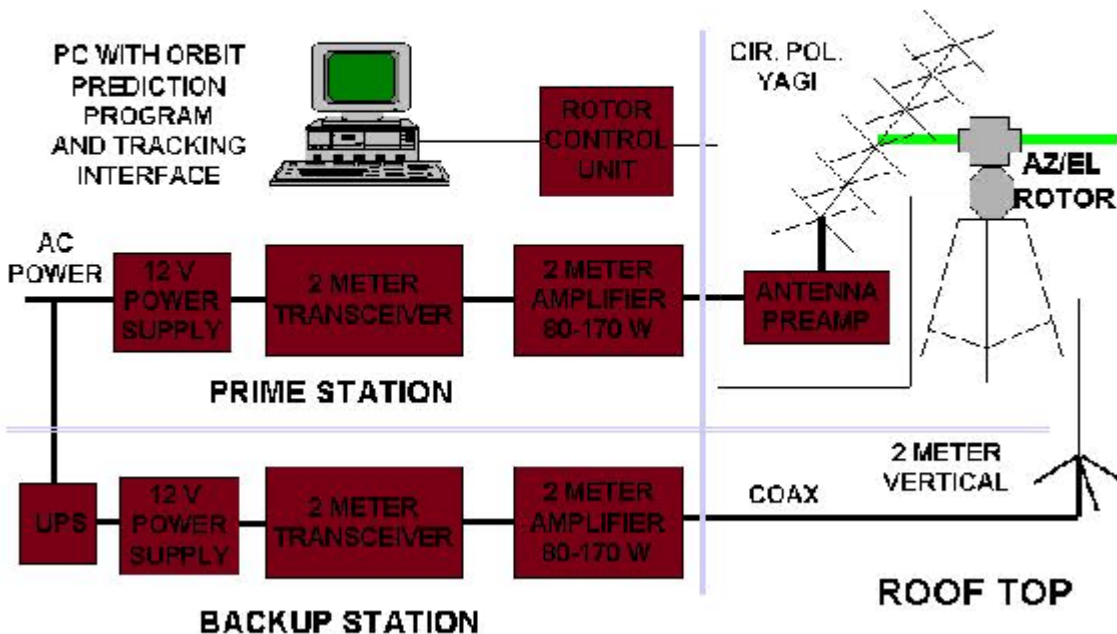 PC WITH ORBIT
PREDICTION
PROGRAM
AND TRACKING
INTERFACE
ROTOR
CONTROL
UNIT
CIR. POL.
YAGI
AZ/EL
ROTOR
AC
POWER
12 V
POWER
SUPPLY
2 METER
TRANSCEIVER
2 METER
AMPLIFIER
80-170 W
ANTENNA
PREAMP
PRIME STATION
UPS
12 V
POWER
SUPPLY
2 METER
TRANSCEIVER
2 METER
AMPLIFIER
80-170 W
COAX
2 METER
VERTICAL
BACKUP STATION
ROOF TOP